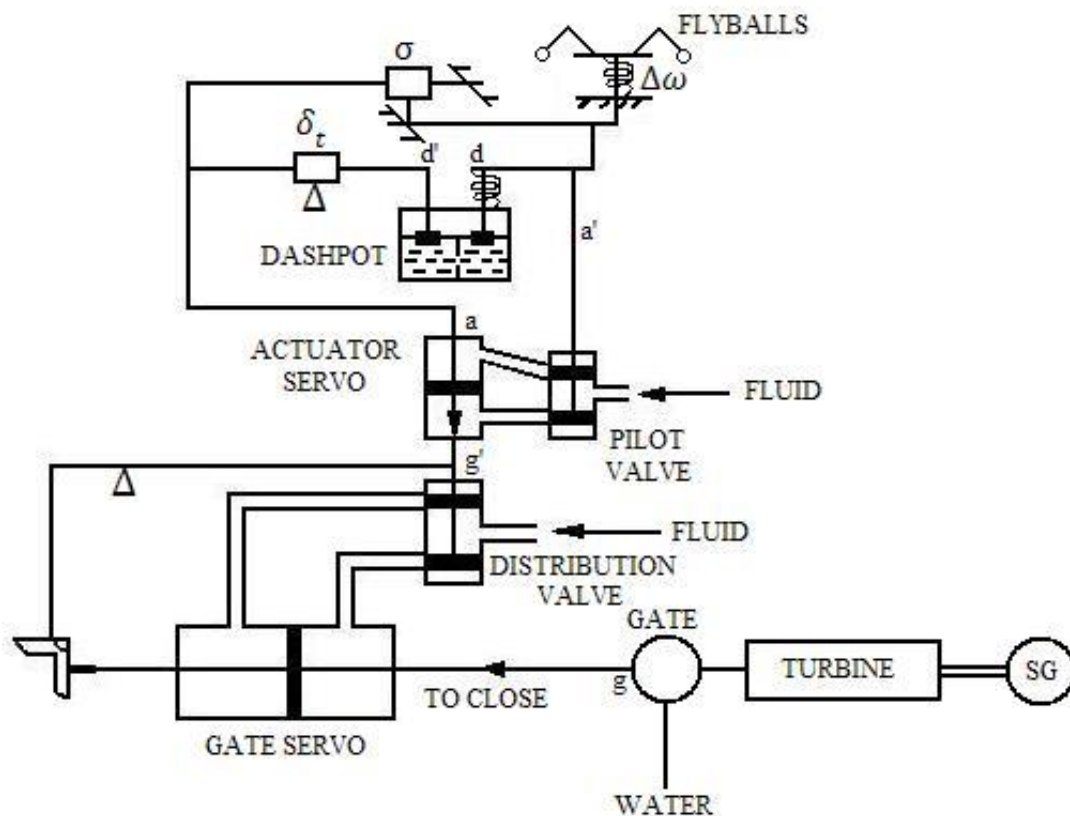 FLYBALLS
σ
Δω
δt
d'
d
Δ
a'
DASHPOT
a
ACTUATOR
SERVO
FLUID
PILOT
VALVE
g'
Δ
FLUID
DISTRIBUTION
VALVE
GATE
TURBINE
SG
g
TO CLOSE
GATE SERVO
WATER